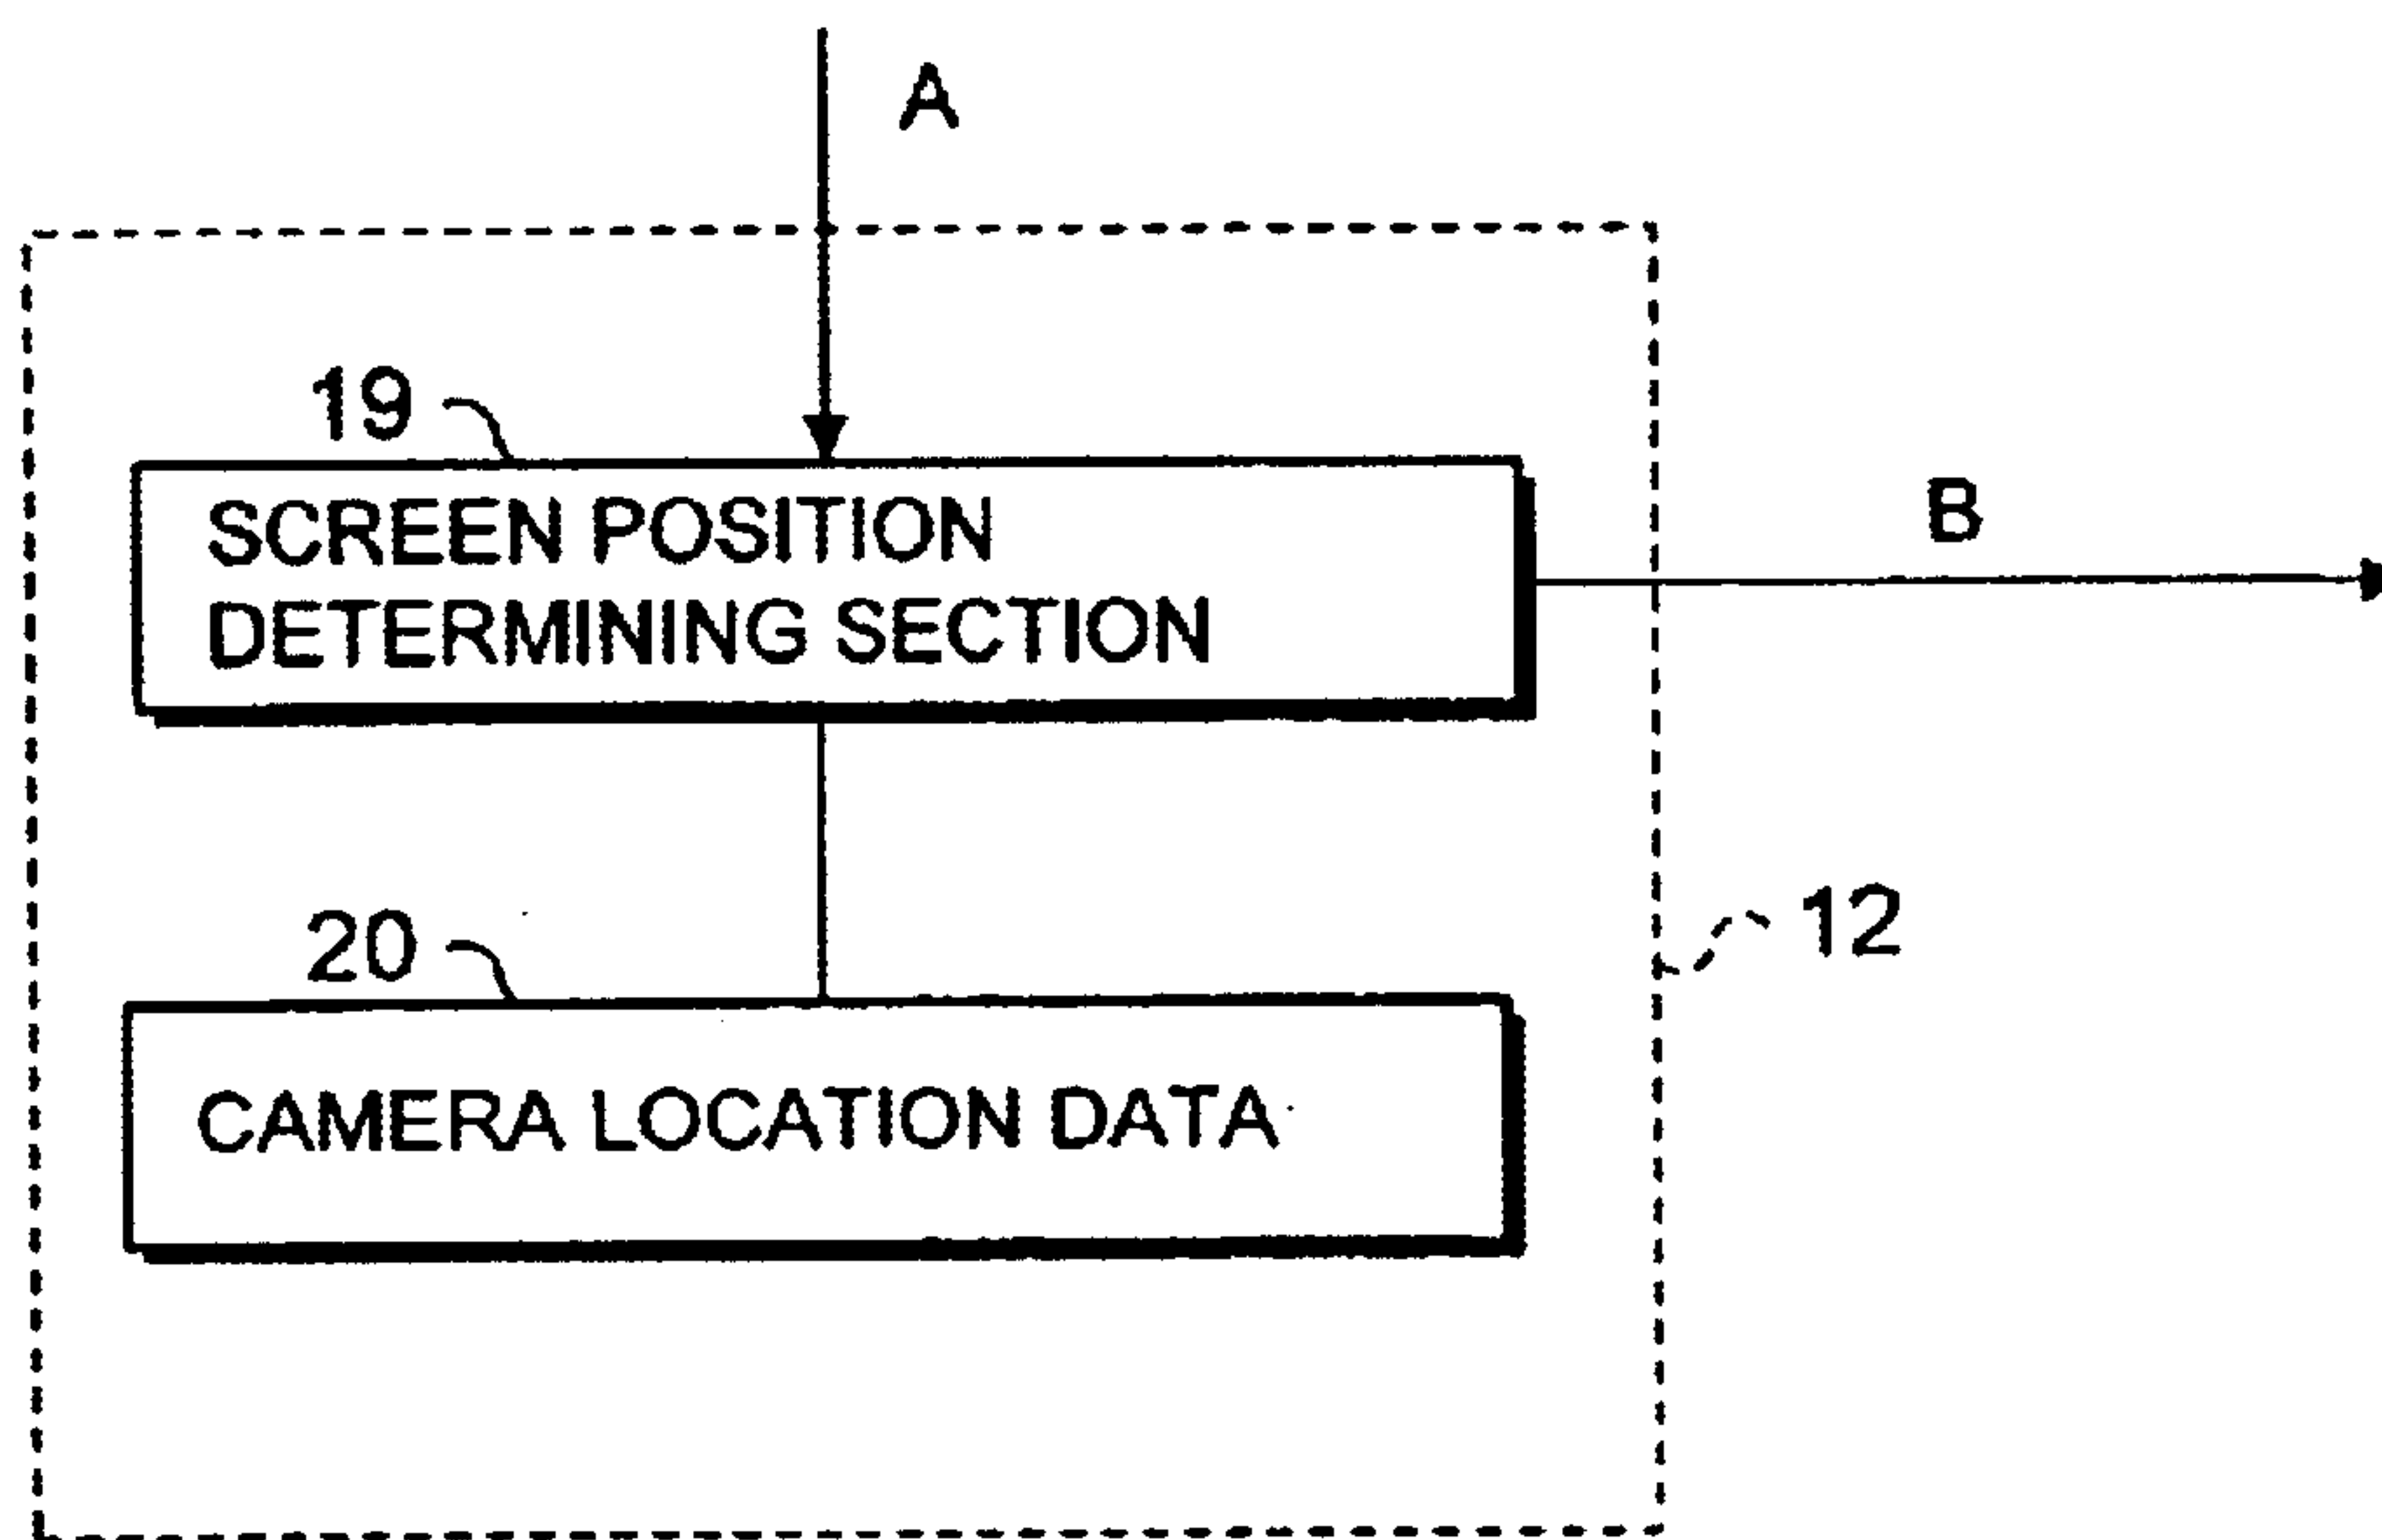 A
19
SCREEN POSITION
DETERMINING SECTION
B
20
12
CAMERA LOCATION DATA